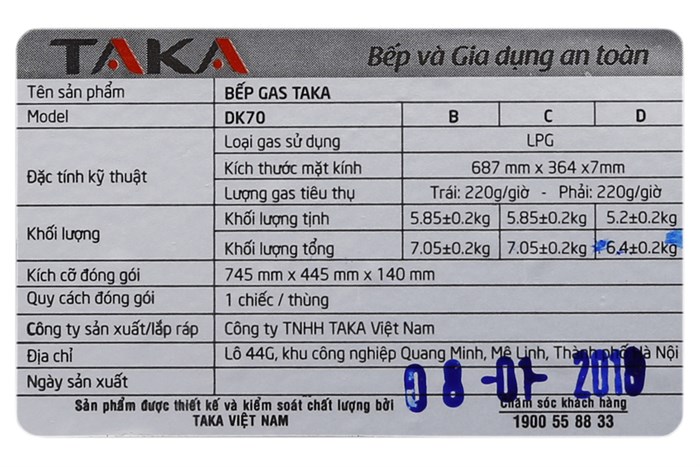 TAKA Bếp và Gia dụng an toàn
Tên sản phẩm BẾP GAS TAKA
Model DK70 B C D
Đặc tính kỹ thuật
Loại gas sử dụng LPG
Kích thước mặt kính 687 mm x 364 x7mm
Lượng gas tiêu thụ Trái: 220g/giờ - Phải: 220g/giờ
Khối lượng
Khối lượng tịnh 5.85±0.2kg 5.85±0.2kg 5.2±0.2kg
Khối lượng tổng 7.05±0.2kg 7.05±0.2kg 6.4±0.2kg
Kích cỡ đóng gói 745 mm x 445 mm x 140 mm
Quy cách đóng gói 1 chiếc / thùng
Công ty sản xuất/lắp ráp Công ty TNHH TAKA Việt Nam
Địa chỉ Lô 44G, khu công nghiệp Quang Minh, Mê Linh, Thành phố Hà Nội
Ngày sản xuất 08-01-2018
Sản phẩm được thiết kế và kiểm soát chất lượng bởi Chăm sóc khách hàng
TAKA VIỆT NAM 1900 55 88 33